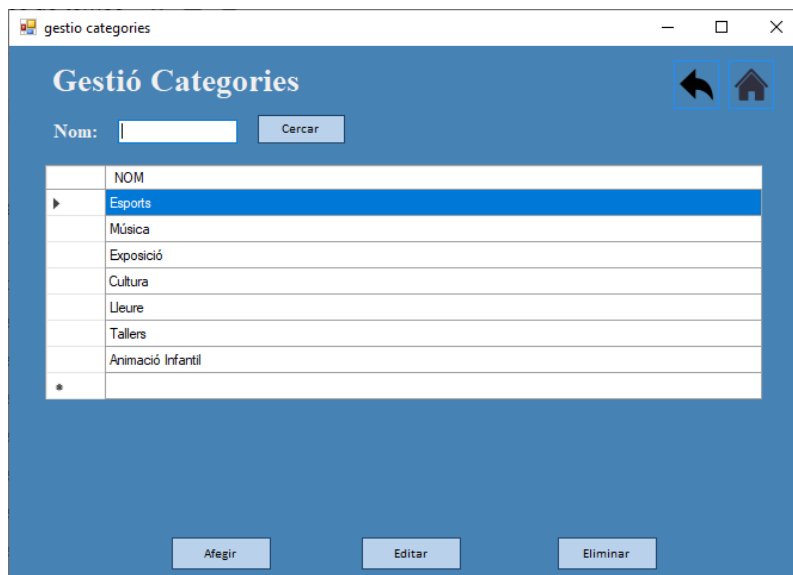 gestio categories
Gestió Categories
Nom:
Cercar
NOM
Esports
Música
Exposició
Cultura
Lleure
Tallers
Animació Infantil
Afegir Editar Eliminar